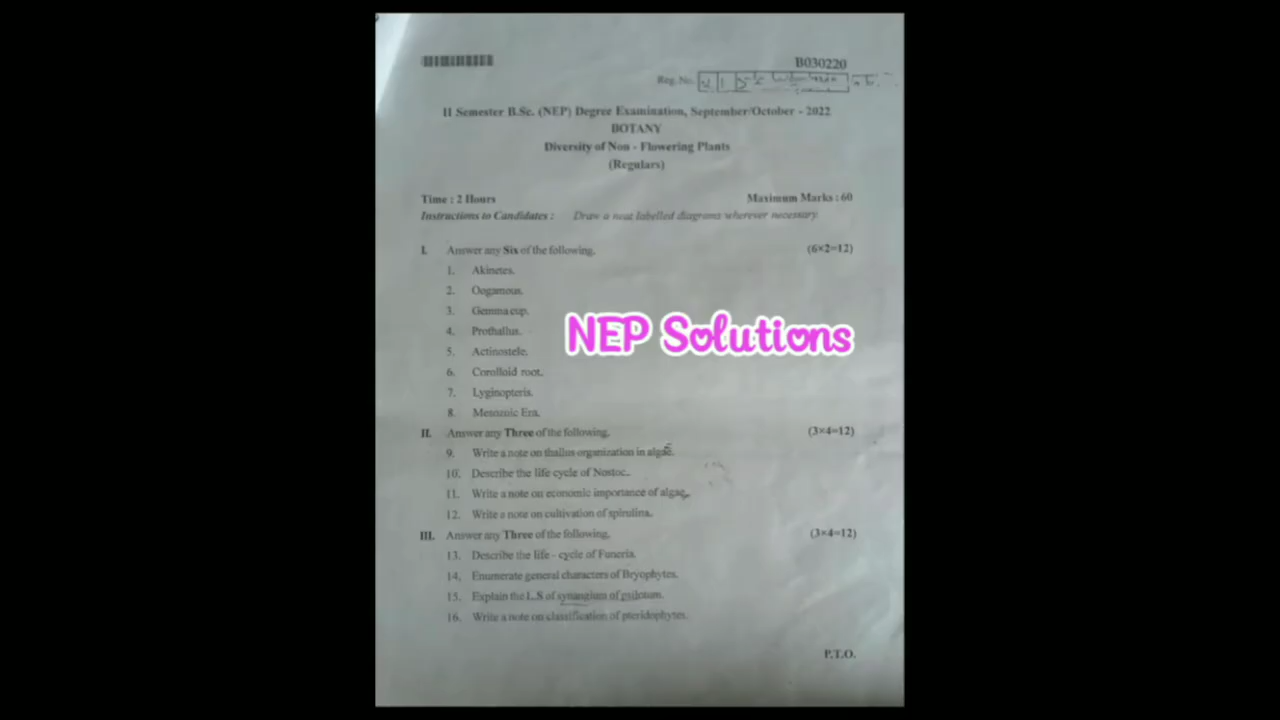 B030220
Reg. No.
II Semester B.Sc. (NEP) Degree Examination, September/October - 2022
BOTANY
Diversity of Non - Flowering Plants
(Regulars)
Time : 2 Hours Maximum Marks : 60
Instructions to Candidates : Draw a neat labelled diagrams wherever necessary.
I. Answer any Six of the following. (6×2=12)
1. Akinetes.
2. Oogamous.
3. Gemma cup.
4. Prothallus.
5. Actinostele.
6. Corolloid root.
7. Lyginopteris.
8. Mesozoic Era.
NEP Solutions
II. Answer any Three of the following. (3×4=12)
9. Write a note on thallus organization in algae.
10. Describe the life cycle of Nostoc.
11. Write a note on economic importance of algae.
12. Write a note on cultivation of spirulina.
III. Answer any Three of the following. (3×4=12)
13. Describe the life - cycle of Funeria.
14. Enumerate general characters of Bryophytes.
15. Explain the L.S of synangium of psilotum.
16. Write a note on classification of pteridophytes.
P.T.O.